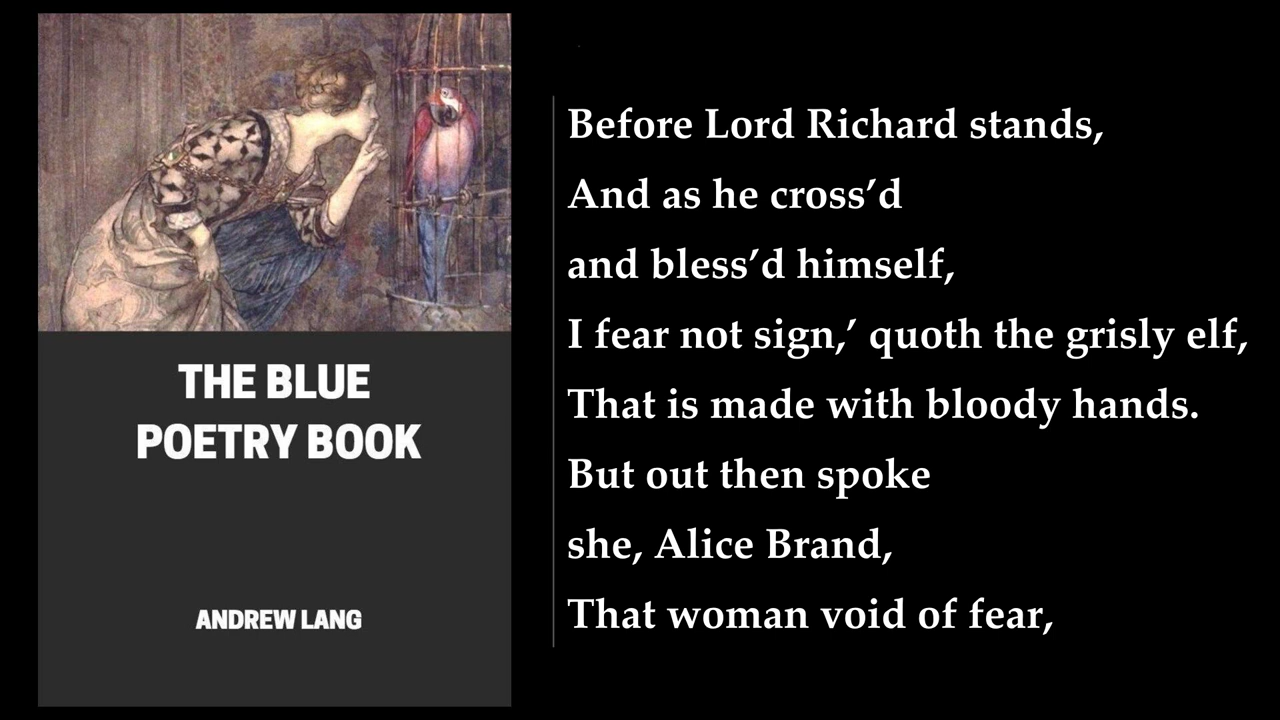 THE BLUE
POETRY BOOK
ANDREW LANG
Before Lord Richard stands,
And as he cross’d
and bless’d himself,
I fear not sign,’ quoth the grisly elf,
That is made with bloody hands.
But out then spoke
she, Alice Brand,
That woman void of fear,